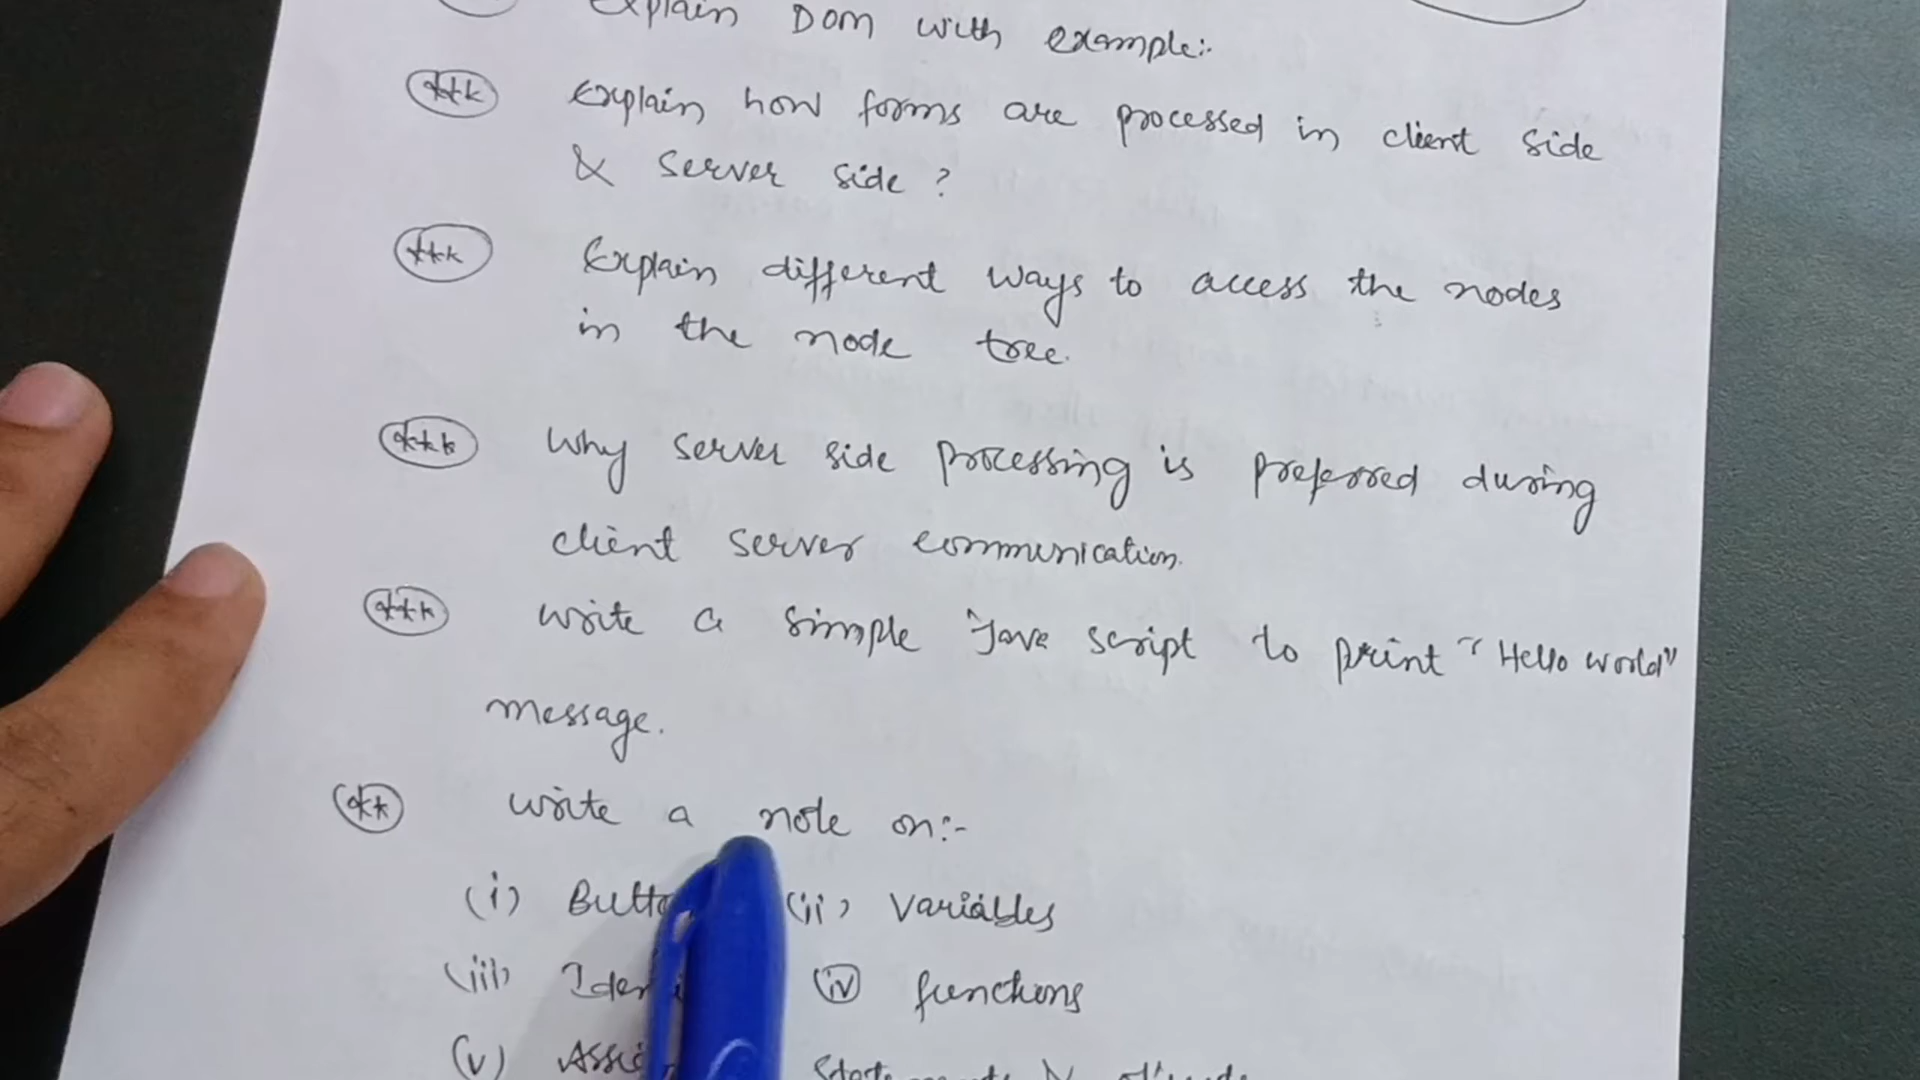 Explain DOM with example:-
*** Explain how forms are processed in client side
& server side ?
*** Explain different ways to access the nodes
in the node tree.
*** Why server side processing is preferred during
client server communication.
*** Write a simple Java script to print "Hello world"
message.
** Write a note on:-
(i) (ii) Variables
(iii) (iv) functions
(v)